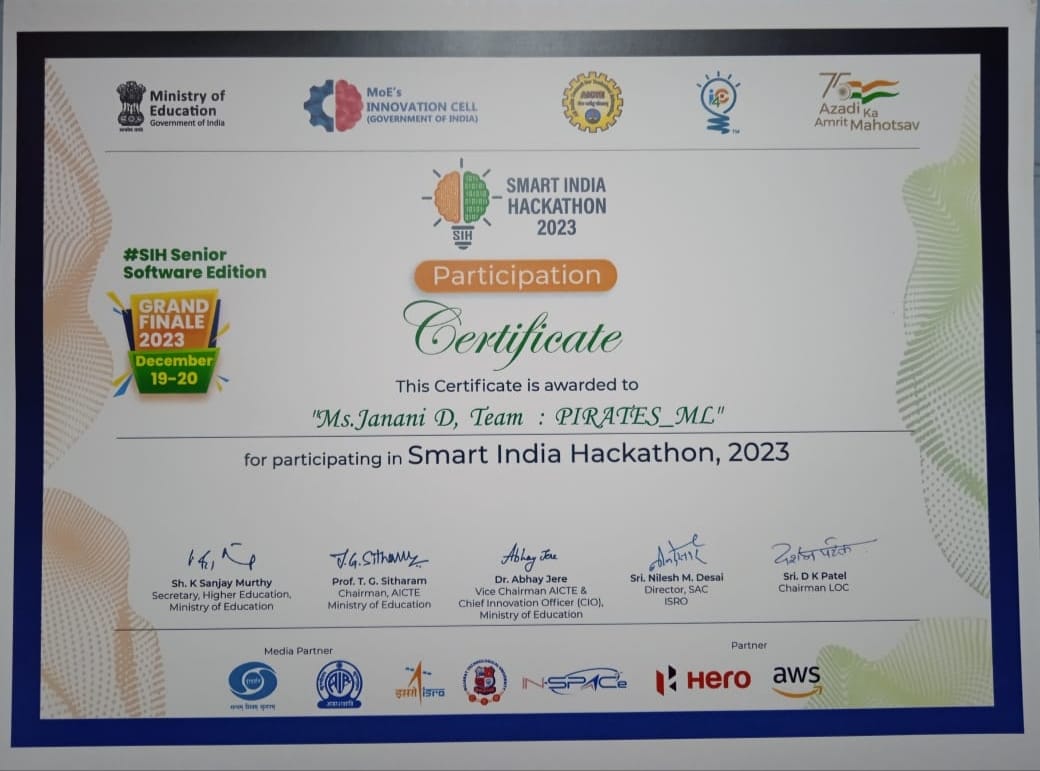 Ministry of
Education
Government of India
MoE's
INNOVATION CELL
(GOVERNMENT OF INDIA)
AICTE
75
Azadi Ka
Amrit Mahotsav
SIH
SMART INDIA
HACKATHON
2023
#SIH Senior
Software Edition
GRAND
FINALE
2023
December
19-20
Participation
Certificate
This Certificate is awarded to
"Ms.Janani D, Team : PIRATES_ML"
for participating in Smart India Hackathon, 2023
Abhay Jere
Sh. K Sanjay Murthy
Secretary, Higher Education,
Ministry of Education
T.G. Sitharam
Prof. T. G. Sitharam
Chairman, AICTE
Ministry of Education
Dr. Abhay Jere
Vice Chairman AICTE &
Chief Innovation Officer (CIO),
Ministry of Education
Sri. Nilesh M. Desai
Director, SAC
ISRO
Sri. D K Patel
Chairman LOC
Media Partner
Partner
इसरो isro
IN-SPACe
Hero
aws